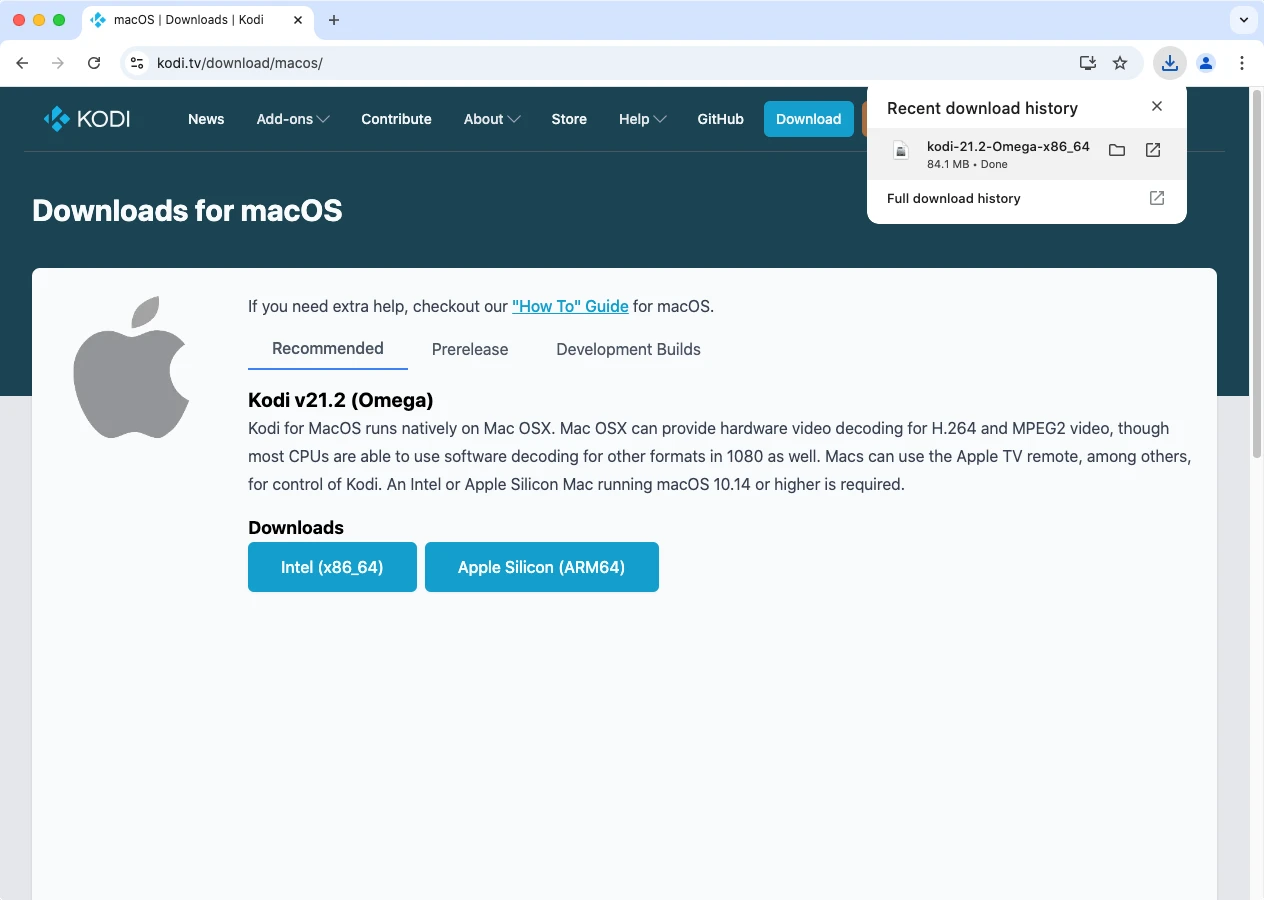 macOS | Downloads | Kodi
kodi.tv/download/macos/
KODI
News
Add-ons
Contribute
About
Store
Help
GitHub
Download
Recent download history
kodi-21.2-Omega-x86_64
84.1 MB • Done
Full download history
Downloads for macOS
If you need extra help, checkout our "How To" Guide for macOS.
Recommended
Prerelease
Development Builds
Kodi v21.2 (Omega)
Kodi for MacOS runs natively on Mac OSX. Mac OSX can provide hardware video decoding for H.264 and MPEG2 video, though
most CPUs are able to use software decoding for other formats in 1080 as well. Macs can use the Apple TV remote, among others,
for control of Kodi. An Intel or Apple Silicon Mac running macOS 10.14 or higher is required.
Downloads
Intel (x86_64)
Apple Silicon (ARM64)